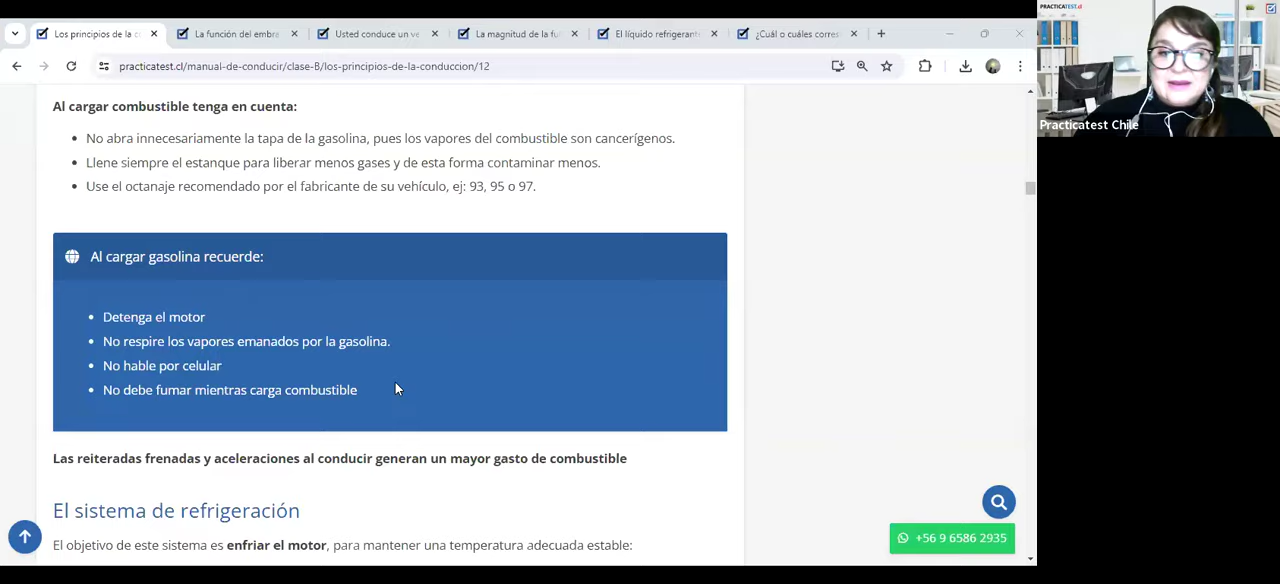 Los principios de la c
La función del embra
Usted conduce un ve
La magnitud de la fu
El líquido refrigerant
¿Cuál o cuáles corres
practicatest.cl/manual-de-conducir/clase-B/los-principios-de-la-conduccion/12
PRACTICATEST.cl
Practicatest Chile
Al cargar combustible tenga en cuenta:
• No abra innecesariamente la tapa de la gasolina, pues los vapores del combustible son cancerígenos.
• Llene siempre el estanque para liberar menos gases y de esta forma contaminar menos.
• Use el octanaje recomendado por el fabricante de su vehículo, ej: 93, 95 o 97.
Al cargar gasolina recuerde:
• Detenga el motor
• No respire los vapores emanados por la gasolina.
• No hable por celular
• No debe fumar mientras carga combustible
Las reiteradas frenadas y aceleraciones al conducir generan un mayor gasto de combustible
El sistema de refrigeración
El objetivo de este sistema es enfriar el motor, para mantener una temperatura adecuada estable:
+56 9 6586 2935